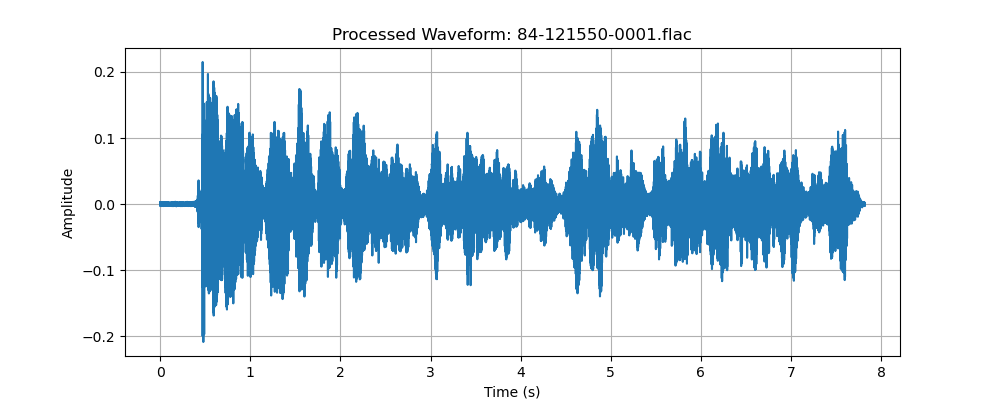 Processed Waveform: 84-121550-0001.flac
Amplitude
0.2
0.1
0.0
−0.1
−0.2
0 1 2 3 4 5 6 7 8
Time (s)